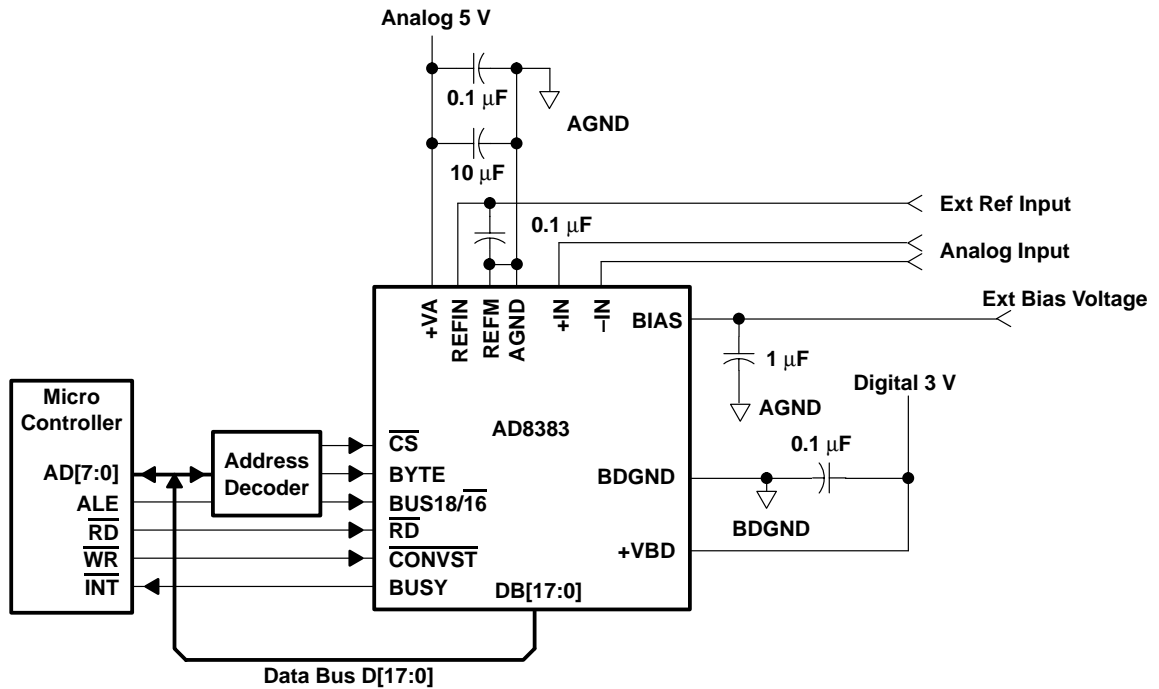 Analog 5 V
0.1 μF
AGND
10 μF
0.1 μF
Ext Ref Input
Analog Input
Ext Bias Voltage
+VA
REFIN
REFM
AGND
+IN
–IN
BIAS
1 μF
AGND
Digital 3 V
0.1 μF
Micro
Controller
AD[7:0]
ALE
RD
WR
INT
Address
Decoder
CS
BYTE
BUS18/16
RD
CONVST
BUSY
AD8383
BDGND
BDGND
+VBD
DB[17:0]
Data Bus D[17:0]